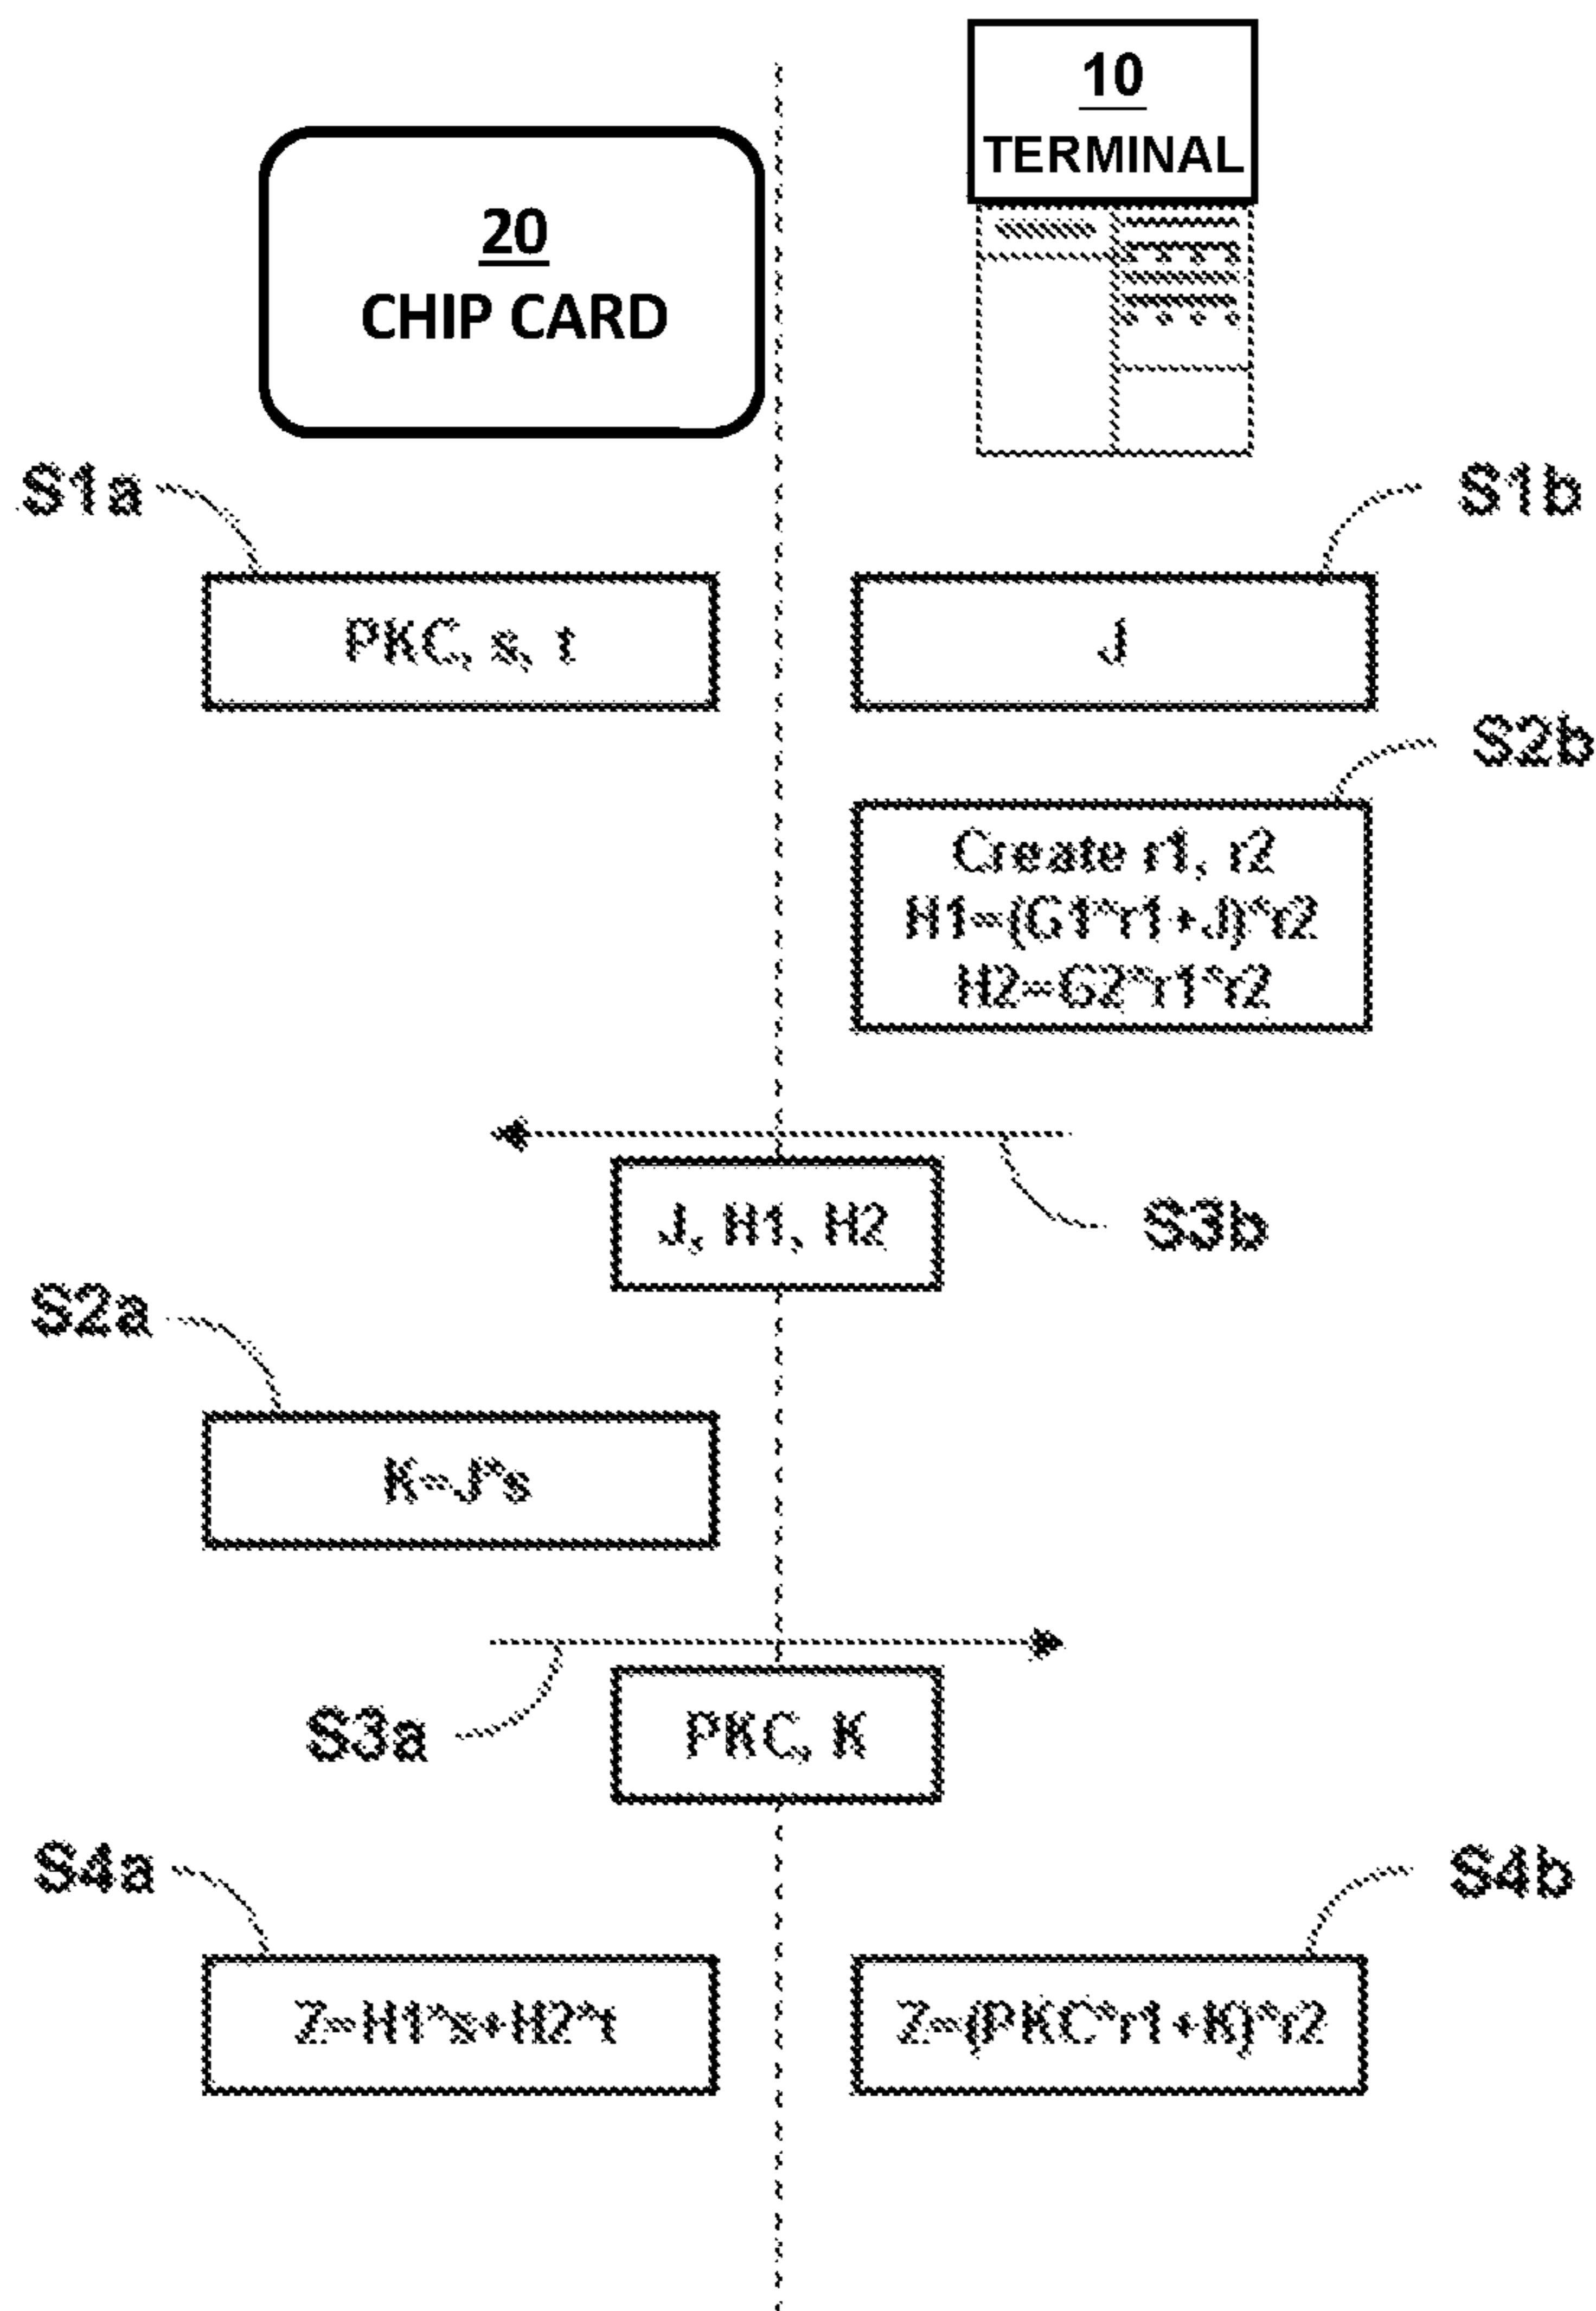 10
TERMINAL
20
CHIP CARD
S1a
S1b
PKC, s, t
J
S2b
Create r1, r2
H1=(G1*r1+J)*r2
H2=G2*r1*r2
J, H1, H2
S3b
S2a
K=J*s
S3a
PKC, K
S4a
S4b
Z=H1*s+H2*t
Z=(PKC*r1+K)*r2